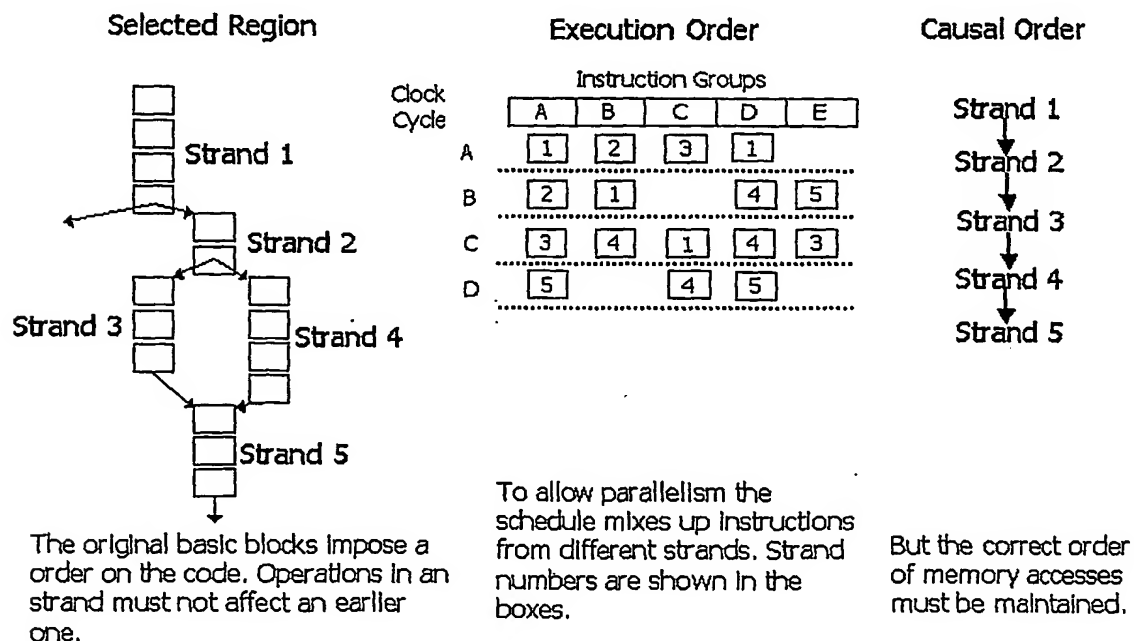 Selected Region
Execution Order
Causal Order
Strand 1
Strand 2
Strand 3
Strand 4
Strand 5
The original basic blocks impose a
order on the code. Operations in an
strand must not affect an earlier
one.
Instruction Groups
Clock
Cycle
A B C D E
A 1 2 3 1
B 2 1 4 5
C 3 4 1 4 3
D 5 4 5
To allow parallelism the
schedule mixes up instructions
from different strands. Strand
numbers are shown in the
boxes.
Strand 1
Strand 2
Strand 3
Strand 4
Strand 5
But the correct order
of memory accesses
must be maintained.